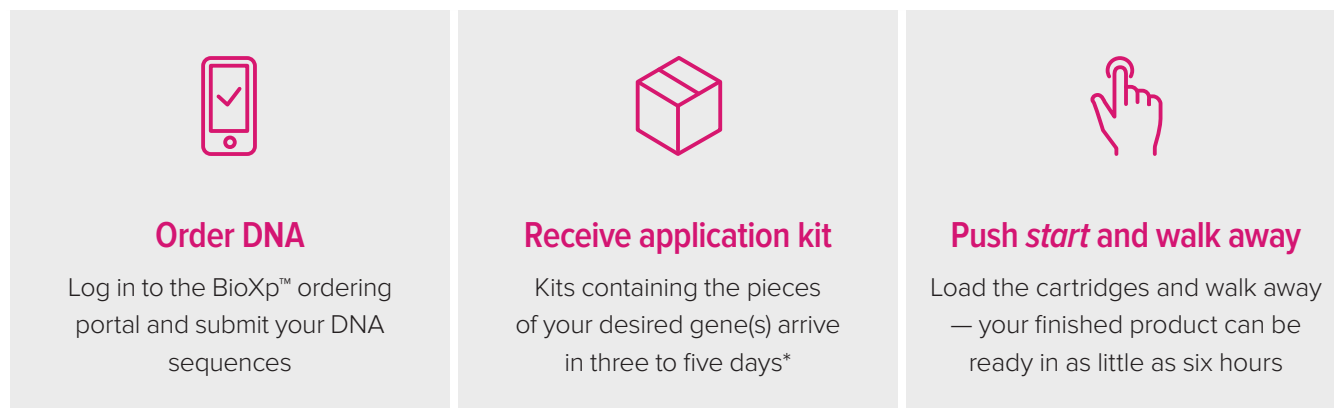 Order DNA
Log in to the BioXp™ ordering
portal and submit your DNA
sequences
Receive application kit
Kits containing the pieces
of your desired gene(s) arrive
in three to five days*
Push start and walk away
Load the cartridges and walk away
— your finished product can be
ready in as little as six hours